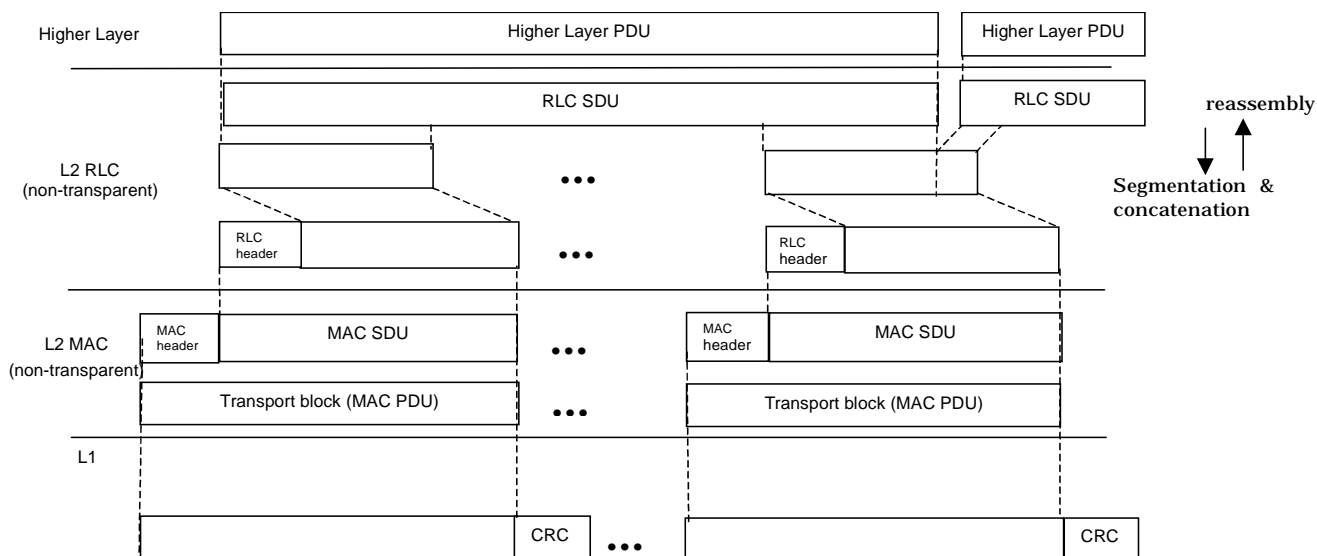 Higher Layer
Higher Layer PDU
Higher Layer PDU
RLC SDU
RLC SDU
reassembly
L2 RLC
(non-transparent)
...
Segmentation &
concatenation
RLC
header
...
RLC
header
L2 MAC
(non-transparent)
MAC
header
MAC SDU
...
MAC
header
MAC SDU
Transport block (MAC PDU)
...
Transport block (MAC PDU)
L1
CRC
...
CRC